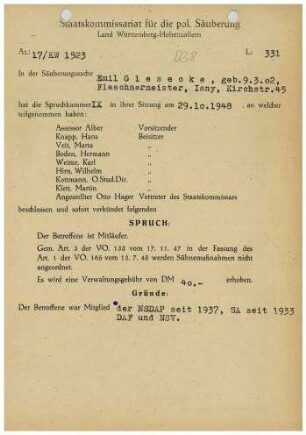 Staatskommissariat für die pol. Säuberung
Land Württemberg-Hohenzollern
Az: 17/KW 1523
L: 331
In der Säuberungssache Emil Giesecke, geb.9.3.02,
Flaschnermeister, Isny, Kirchstr.45
hat die Spruchkammer IX in ihrer Sitzung am 29.10.1948, an welcher
teilgenommen haben:
Assessor Alber Vorsitzender
Knapp, Hans Beisitzer
Veit, Maria "
Boden, Hermann "
Weiser, Karl "
Hirn, Wilhelm "
Kottmann, O.Stud.Dir. "
Klett, Martin "
Angestellter Otto Hager Vertreter des Staatskommissars
beschlossen und sofort verkündet folgenden
SPRUCH:
Der Betroffene ist Mitläufer.
Gem. Art. 3 der VO. 133 vom 17. 11. 47 in der Fassung des
Art. 1 der VO. 166 vom 13. 7. 48 werden Sühnemaßnahmen nicht
angeordnet.
Es wird eine Verwaltungsgebühr von DM 40.- erhoben.
Gründe:
Der Betroffene war Mitglied der NSDAP seit 1937, SA seit 1933
DAF und NSV.